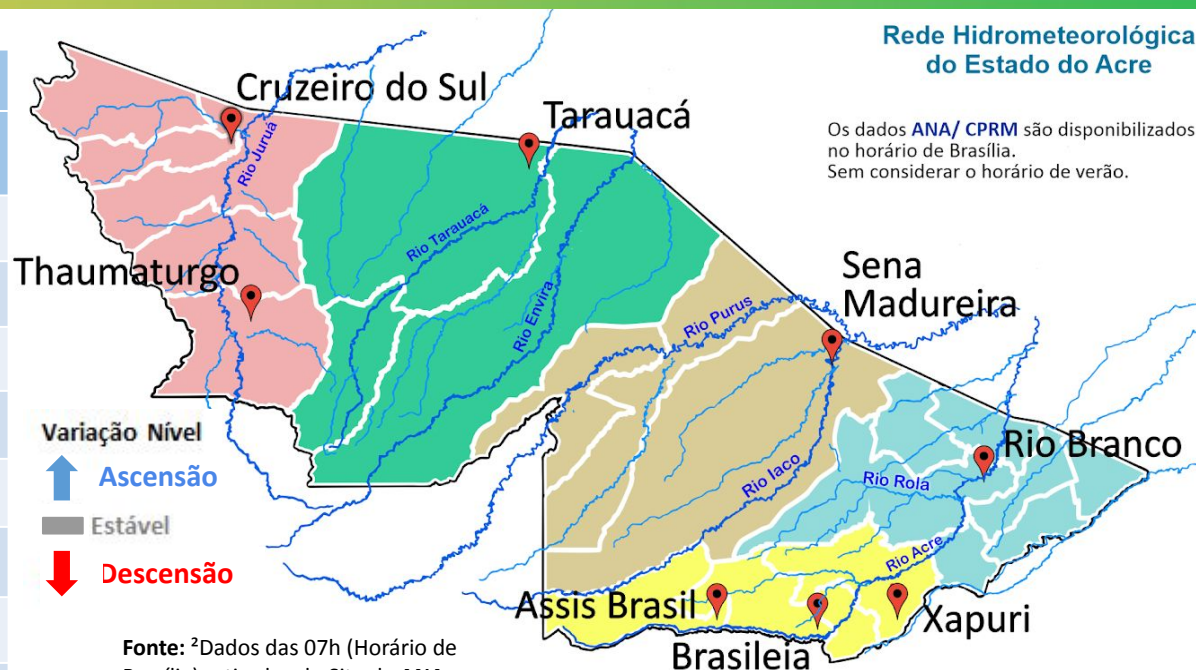 Rede Hidrometeorológica
do Estado do Acre
Os dados ANA/ CPRM são disponibilizados
no horário de Brasília.
Sem considerar o horário de verão.
Cruzeiro do Sul
Tarauacá
Rio Juruá
Rio Tarauacá
Thaumaturgo
Rio Envira
Sena
Madureira
Rio Purus
Variação Nível
Ascensão
Estável
Descensão
Rio Branco
Rio Iaco
Rio Rola
Rio Acre
Assis Brasil
Xapuri
Brasileia
Fonte: ²Dados das 07h (Horário de